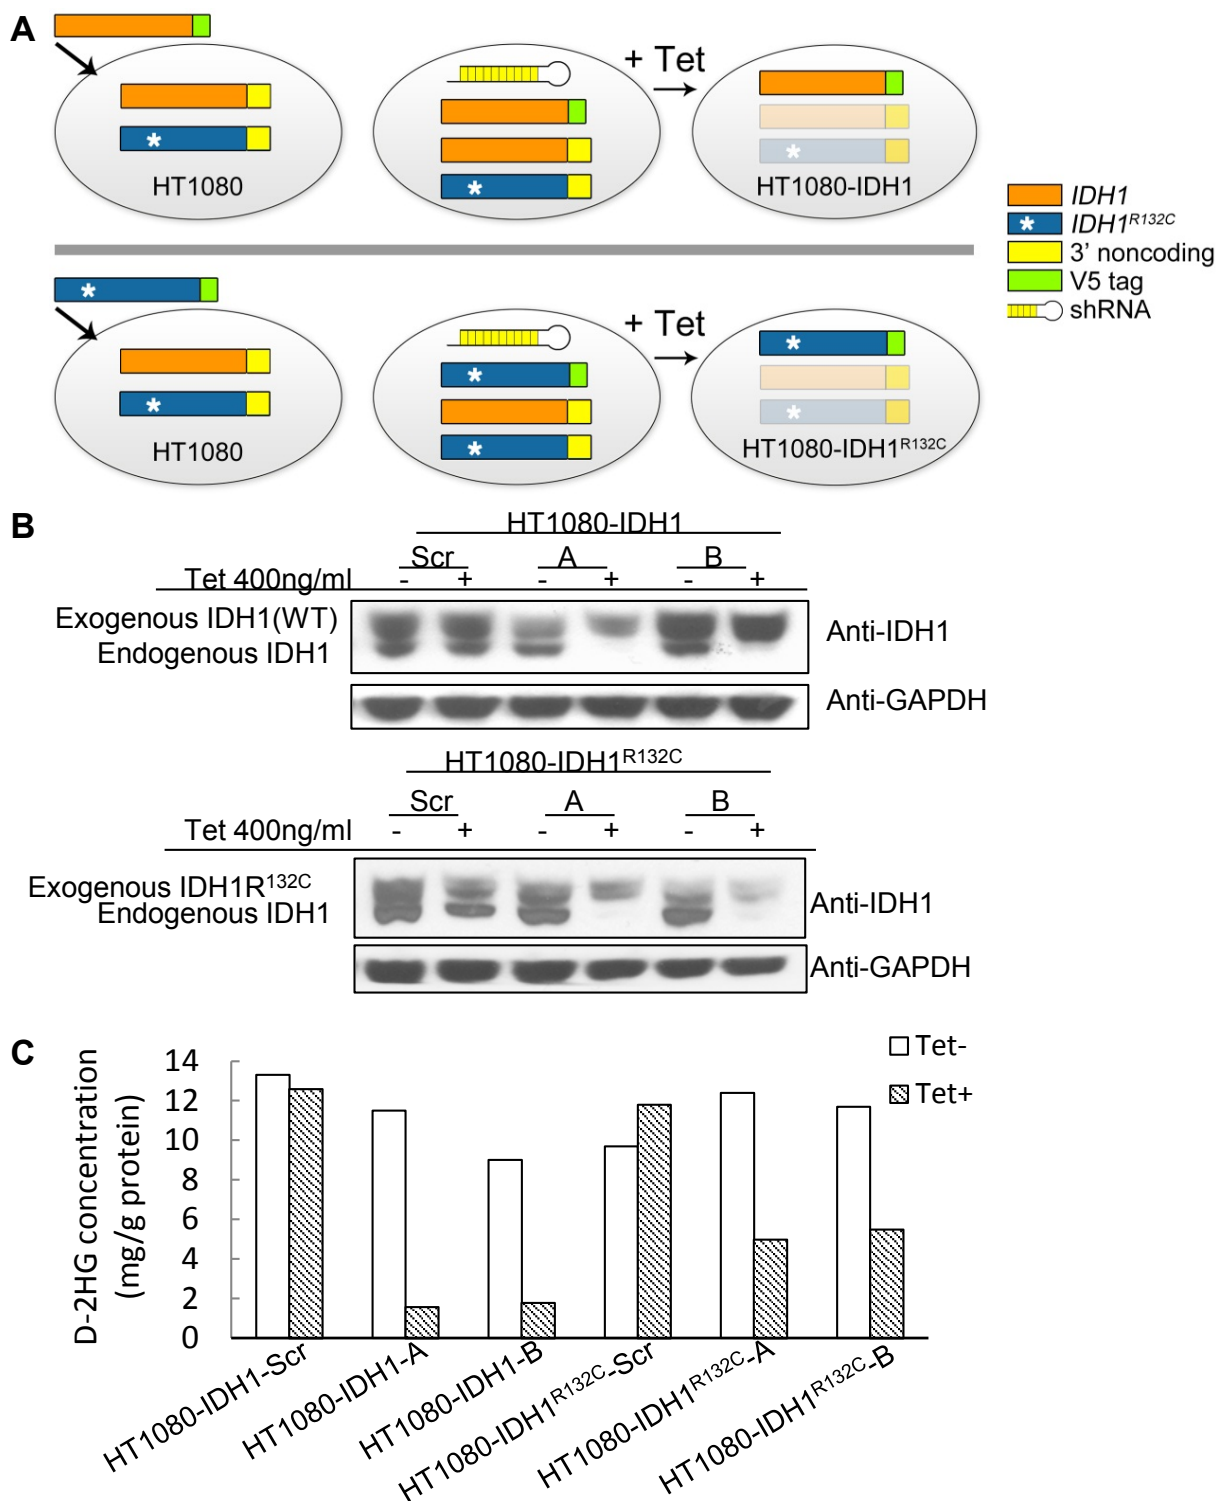 A
+ Tet
HT1080
HT1080-IDH1
IDH1
* IDH1R132C
3' noncoding
V5 tag
shRNA
*
*
*
*
+ Tet
*
*
*
*
*
HT1080
HT1080-IDH1R132C
B
HT1080-IDH1
Scr A B
Tet 400ng/ml - + - + - +
Exogenous IDH1(WT)
Endogenous IDH1
Anti-IDH1
Anti-GAPDH
HT1080-IDH1R132C
Scr A B
Tet 400ng/ml - + - + - +
Exogenous IDH1R132C
Endogenous IDH1
Anti-IDH1
Anti-GAPDH
C
D-2HG concentration
(mg/g protein)
14
12
10
8
6
4
2
0
Tet-
Tet+
HT1080-IDH1-Scr
HT1080-IDH1-A
HT1080-IDH1-B
HT1080-IDH1R132C-Scr
HT1080-IDH1R132C-A
HT1080-IDH1R132C-B